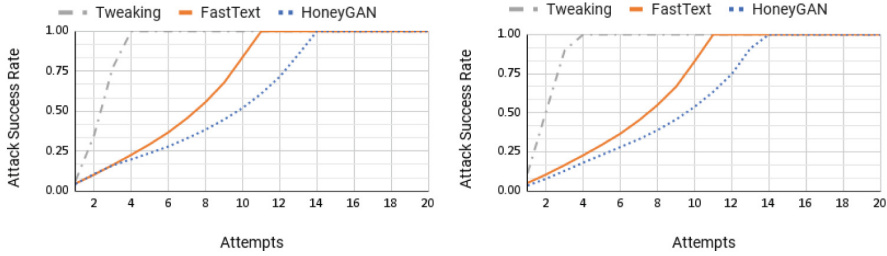 Tweaking FastText HoneyGAN
Attack Success Rate
1.00
0.75
0.50
0.25
0.00
2 4 6 8 10 12 14 16 18 20
Attempts
Tweaking FastText HoneyGAN
Attack Success Rate
1.00
0.75
0.50
0.25
0.00
2 4 6 8 10 12 14 16 18 20
Attempts